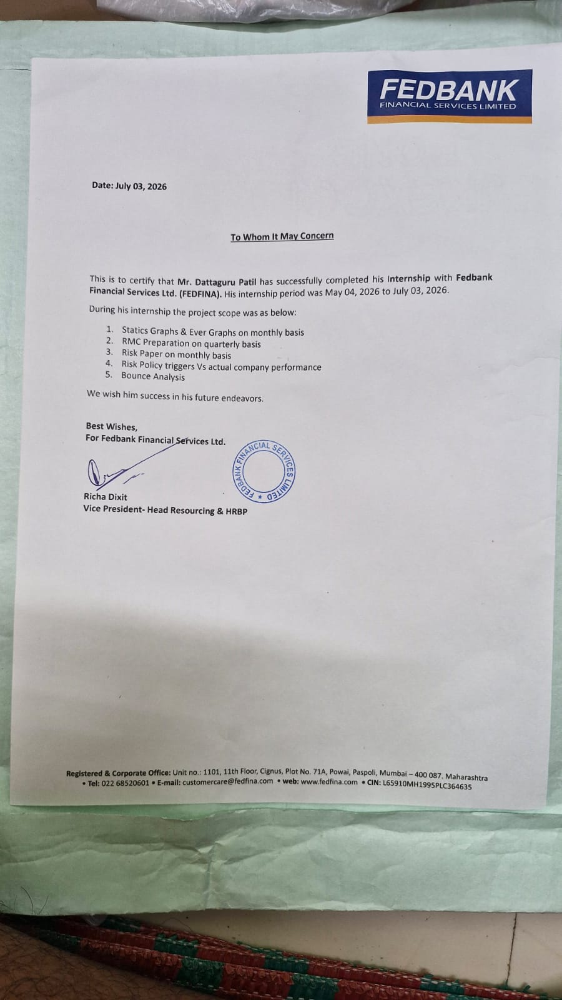 FEDBANK
FINANCIAL SERVICES LIMITED
Date: July 03, 2026
To Whom It May Concern
This is to certify that Mr. Dattaguru Patil has successfully completed his Internship with Fedbank
Financial Services Ltd. (FEDFINA). His internship period was May 04, 2026 to July 03, 2026.
During his internship the project scope was as below:
1. Statics Graphs & Ever Graphs on monthly basis
2. RMC Preparation on quarterly basis
3. Risk Paper on monthly basis
4. Risk Policy triggers Vs actual company performance
5. Bounce Analysis
We wish him success in his future endeavors.
Best Wishes,
For Fedbank Financial Services Ltd.
FEDBANK FINANCIAL SERVICES LIMITED ★
Richa Dixit
Vice President- Head Resourcing & HRBP
Registered & Corporate Office: Unit no.: 1101, 11th Floor, Cignus, Plot No. 71A, Powai, Paspoli, Mumbai – 400 087. Maharashtra
• Tel: 022 68520601 • E-mail: customercare@fedfina.com • web: www.fedfina.com • CIN: L65910MH1995PLC364635